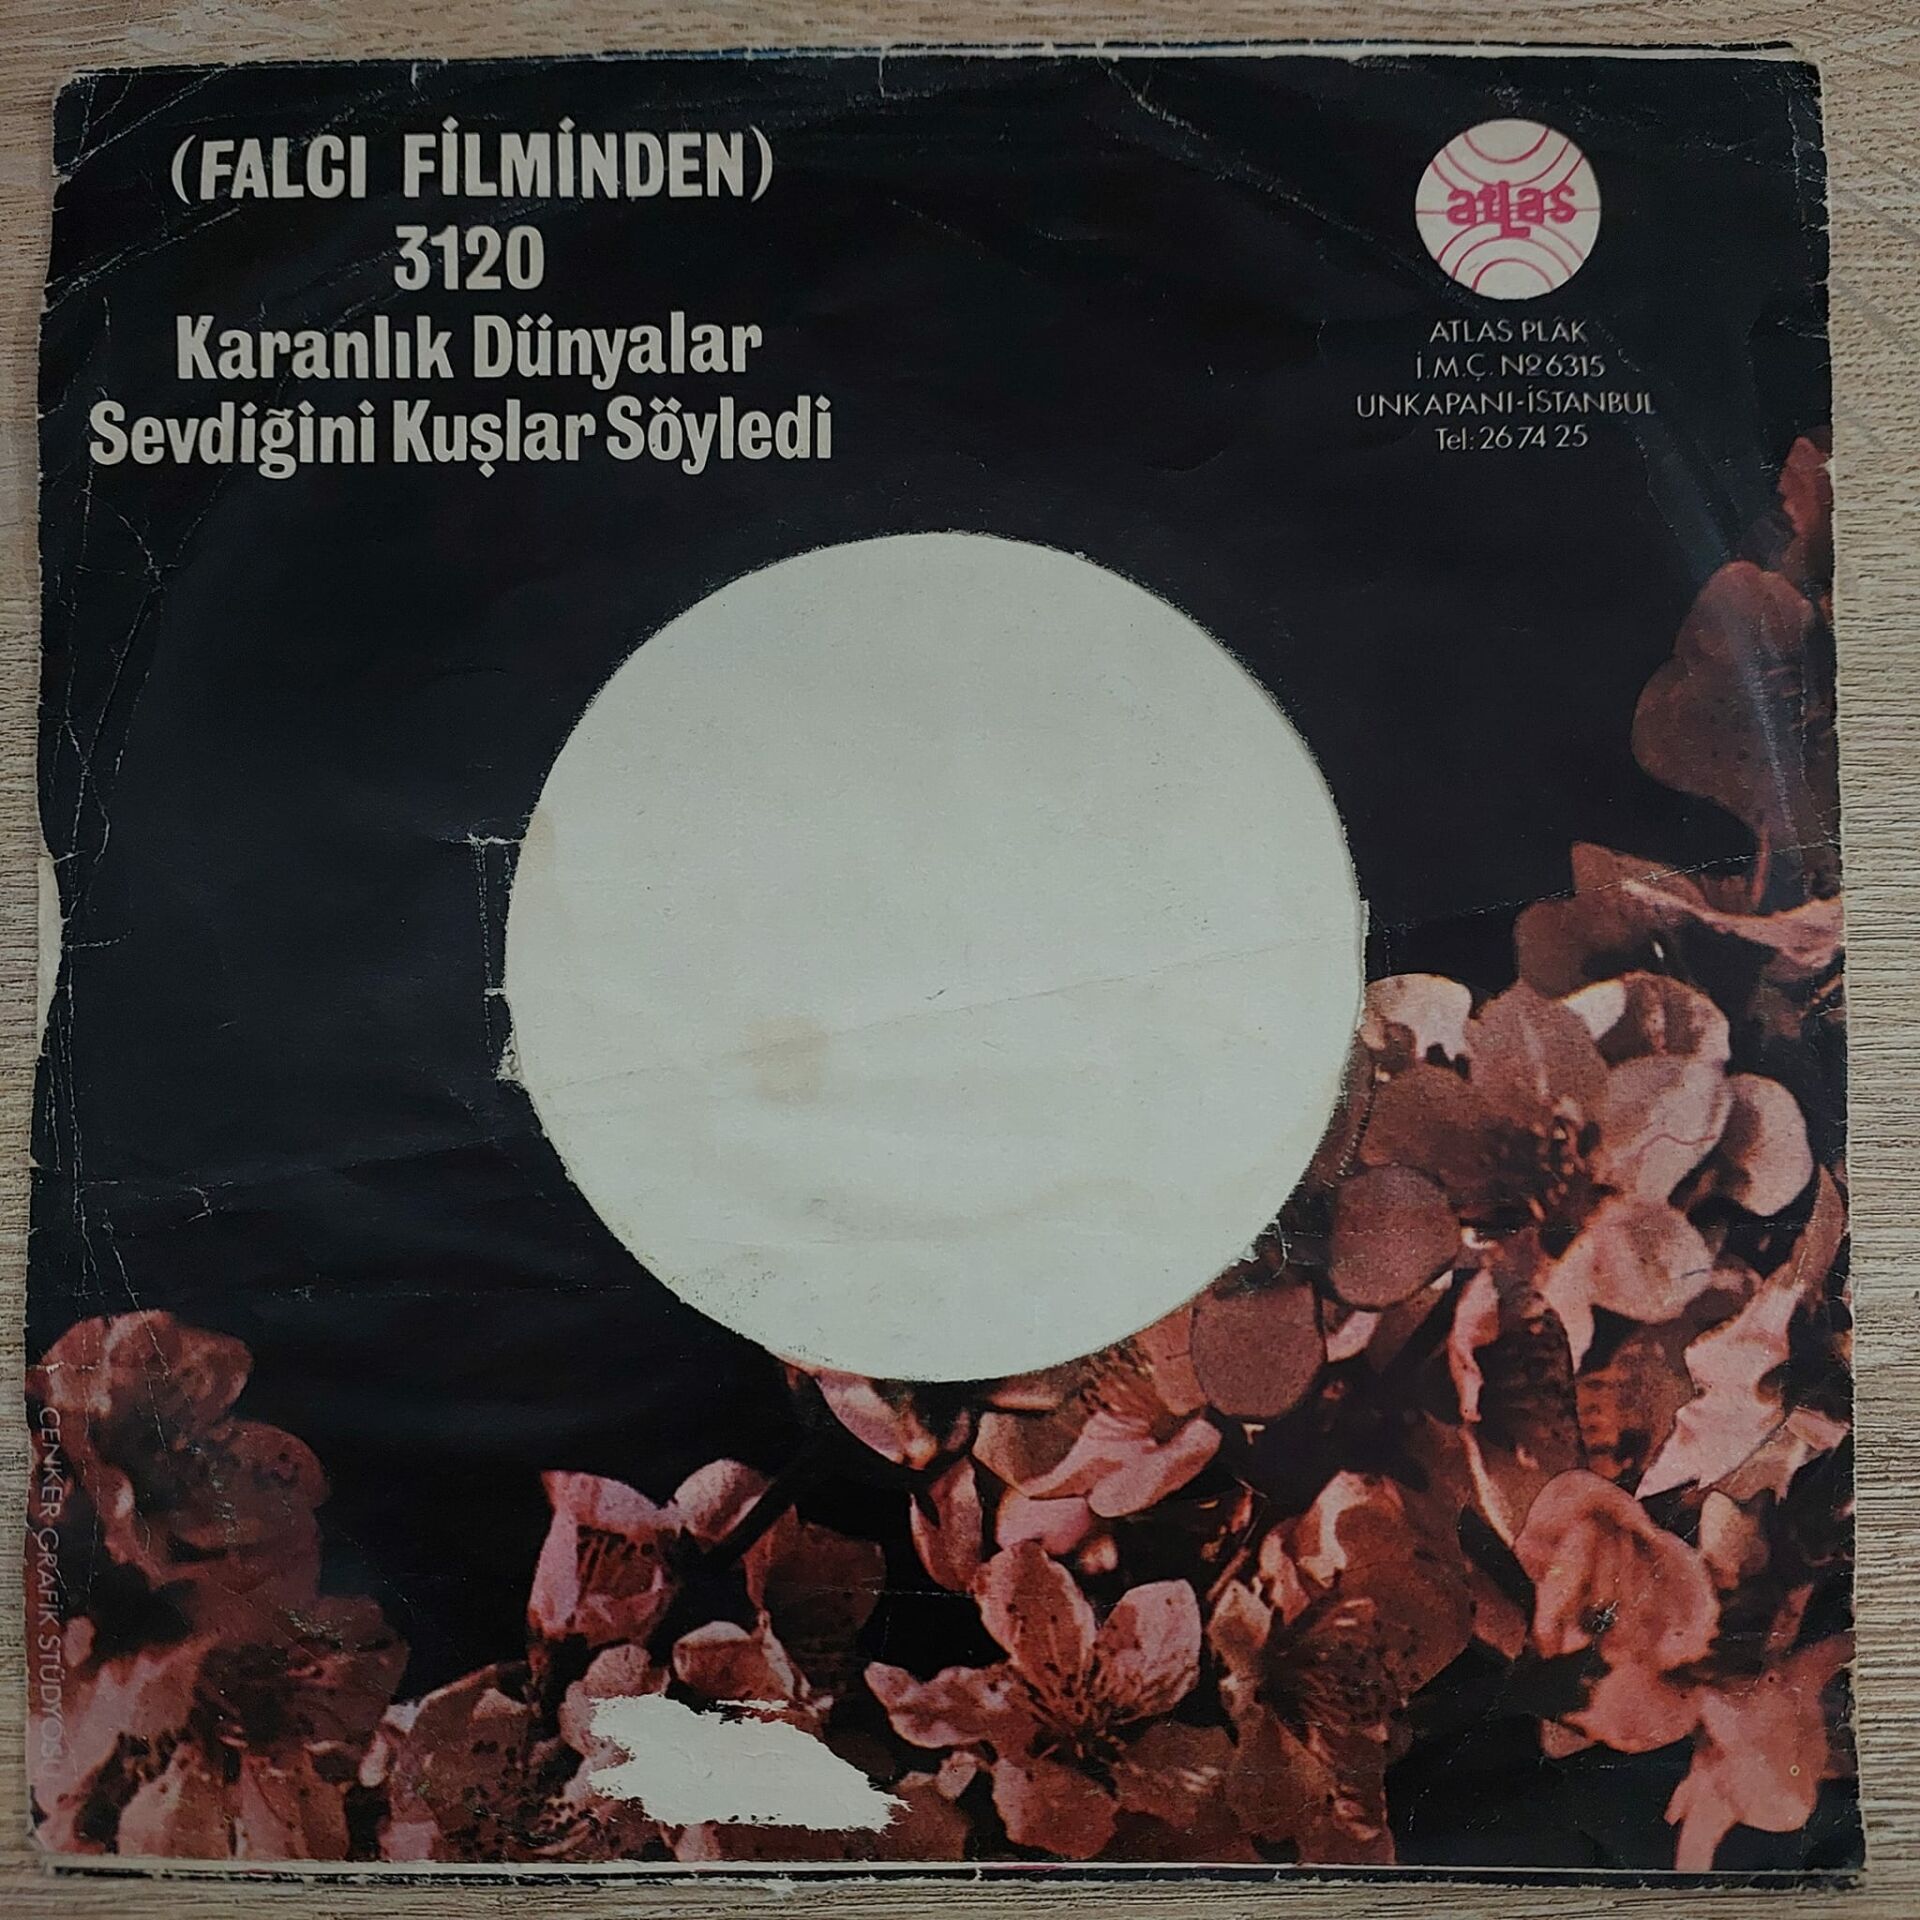 (FALCI FİLMİNDEN)
3120
Karanlık Dünyalar
Sevdiğini Kuşlar Söyledi
atlas
ATLAS PLÂK
İ.M.Ç. Nº 6315
UNKAPANI-İSTANBUL
Tel: 26 74 25
CENKER GRAFİK STÜDYOSU